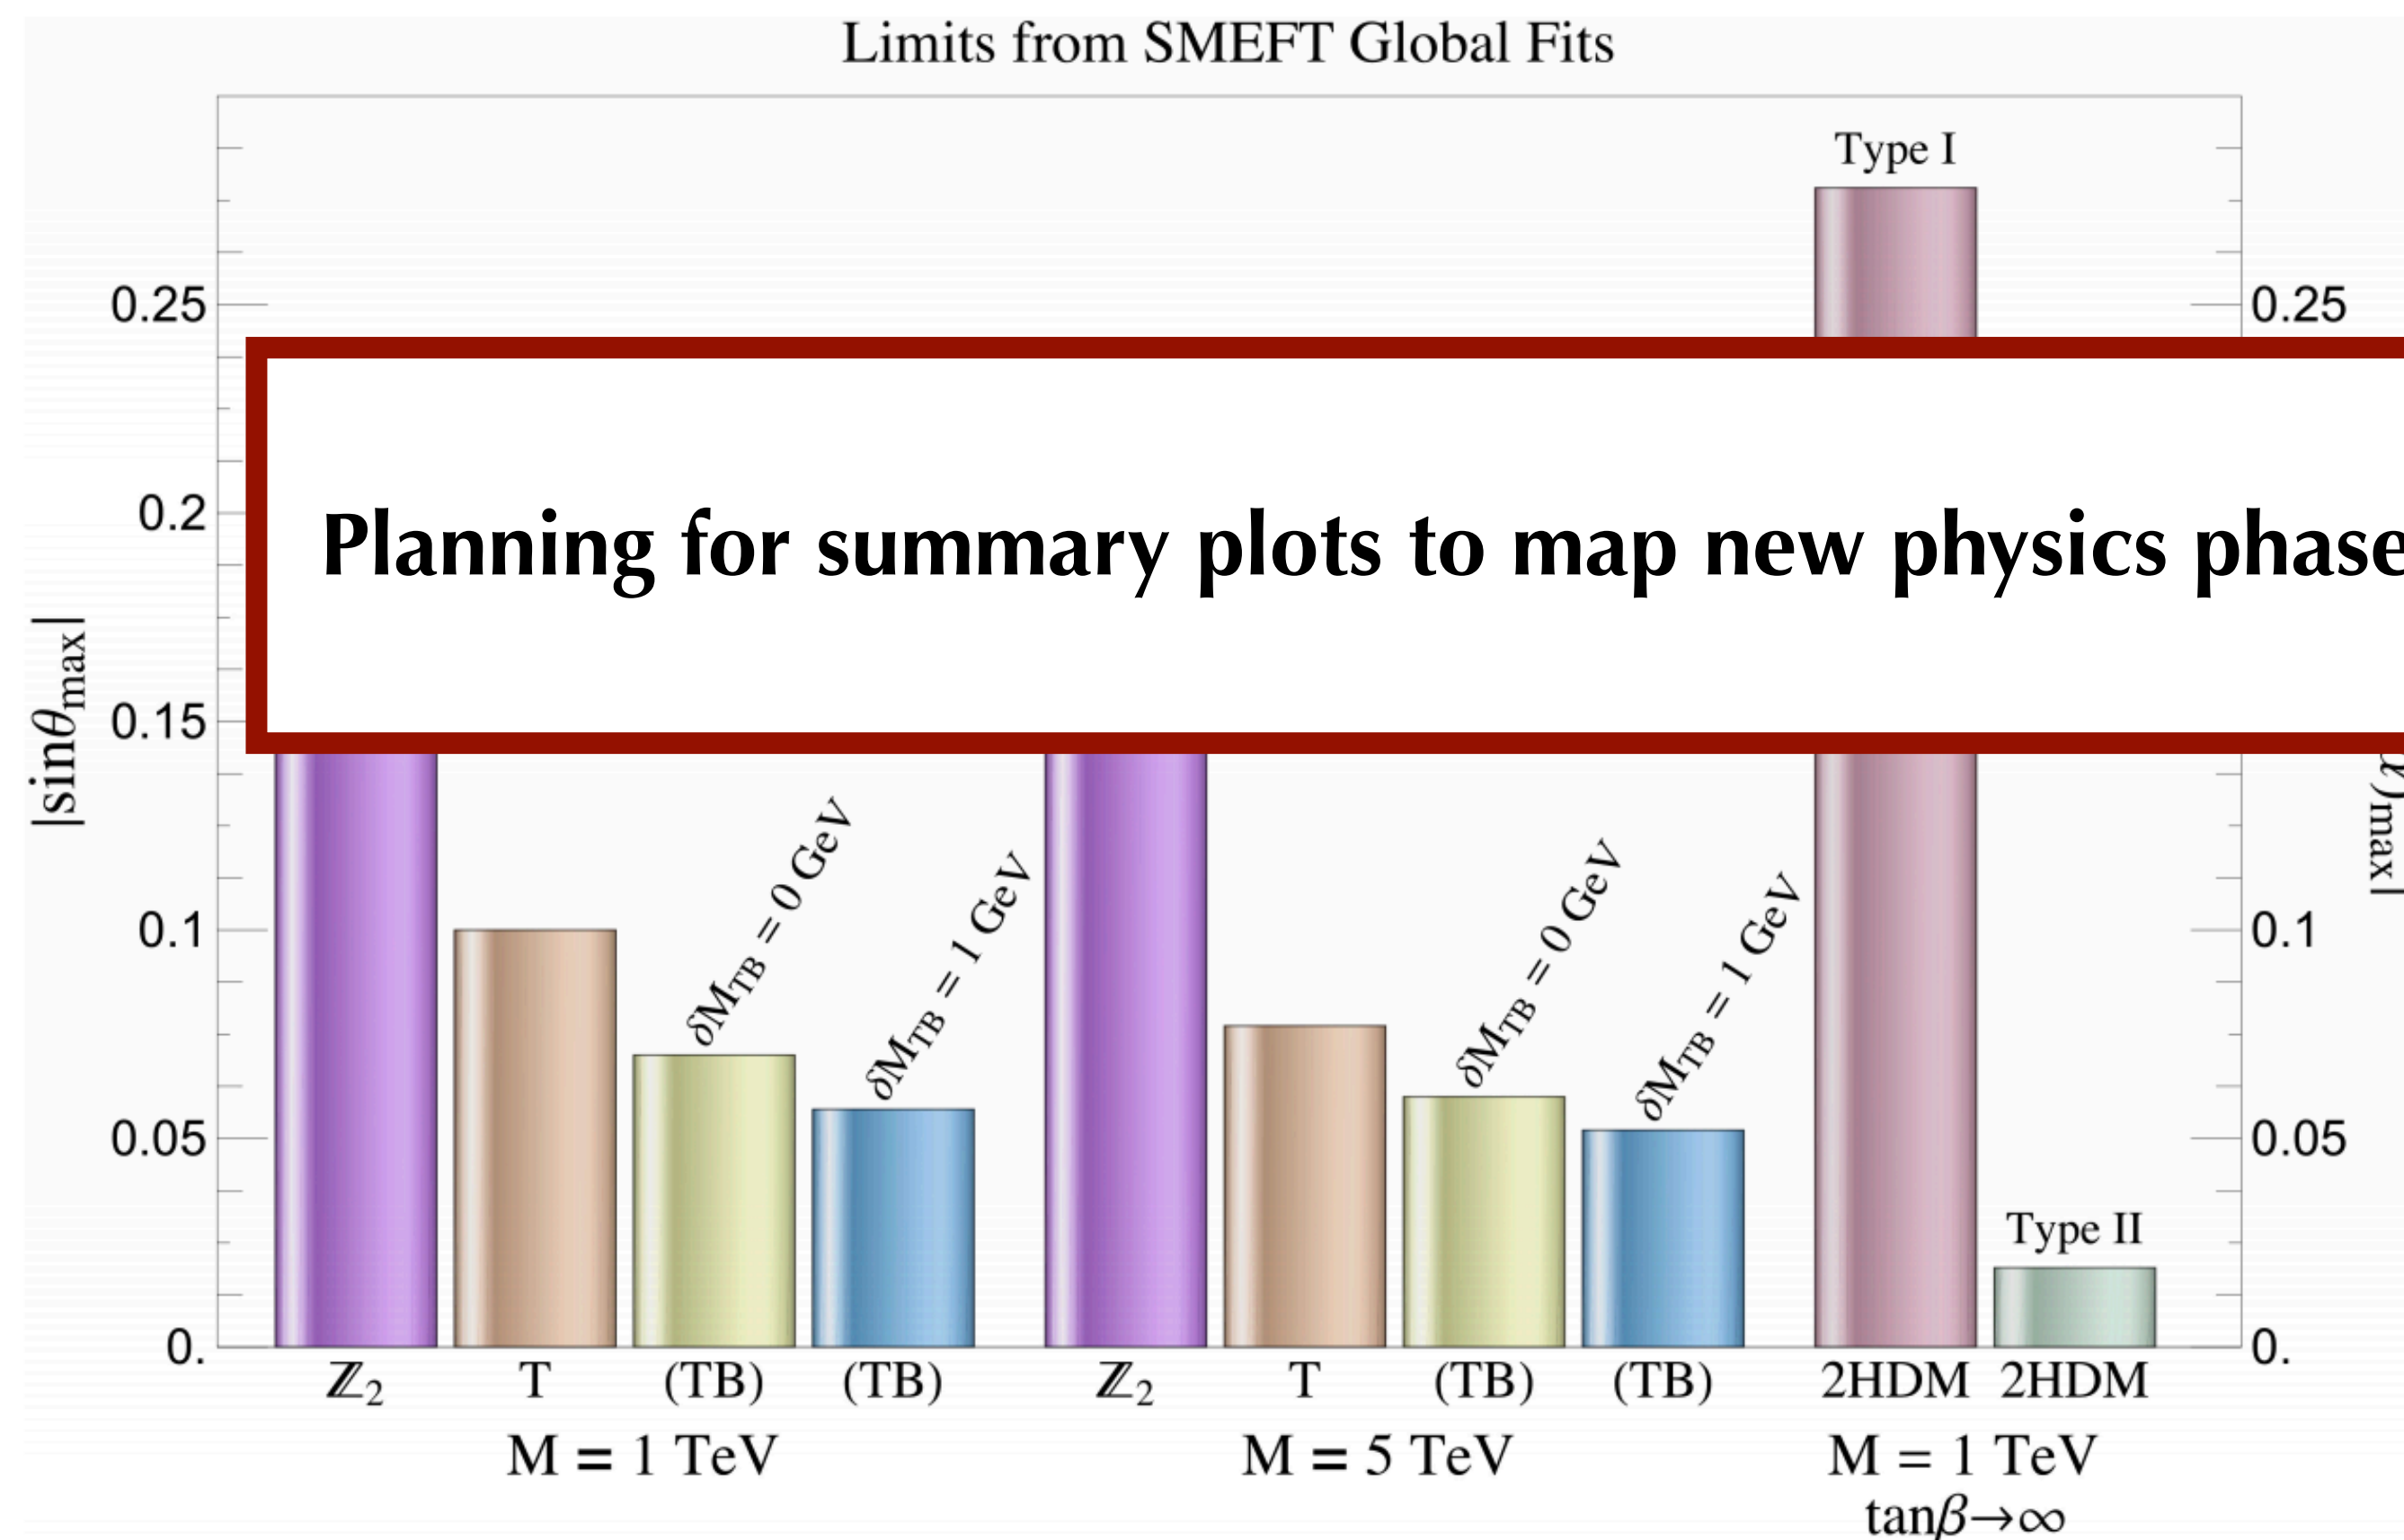 Limits from SMEFT Global Fits
Type I
0.25
0.25
Planning for summary plots to map new physics phase
0.2
|sinθmax|
0.15
)max|
δMTB = 0 GeV
δMTB = 1 GeV
δMTB = 0 GeV
δMTB = 1 GeV
0.1
0.1
0.05
0.05
Type II
0.
0.
ℤ2 T (TB) (TB) ℤ2 T (TB) (TB) 2HDM 2HDM
M = 1 TeV M = 5 TeV M = 1 TeV
tanβ→∞